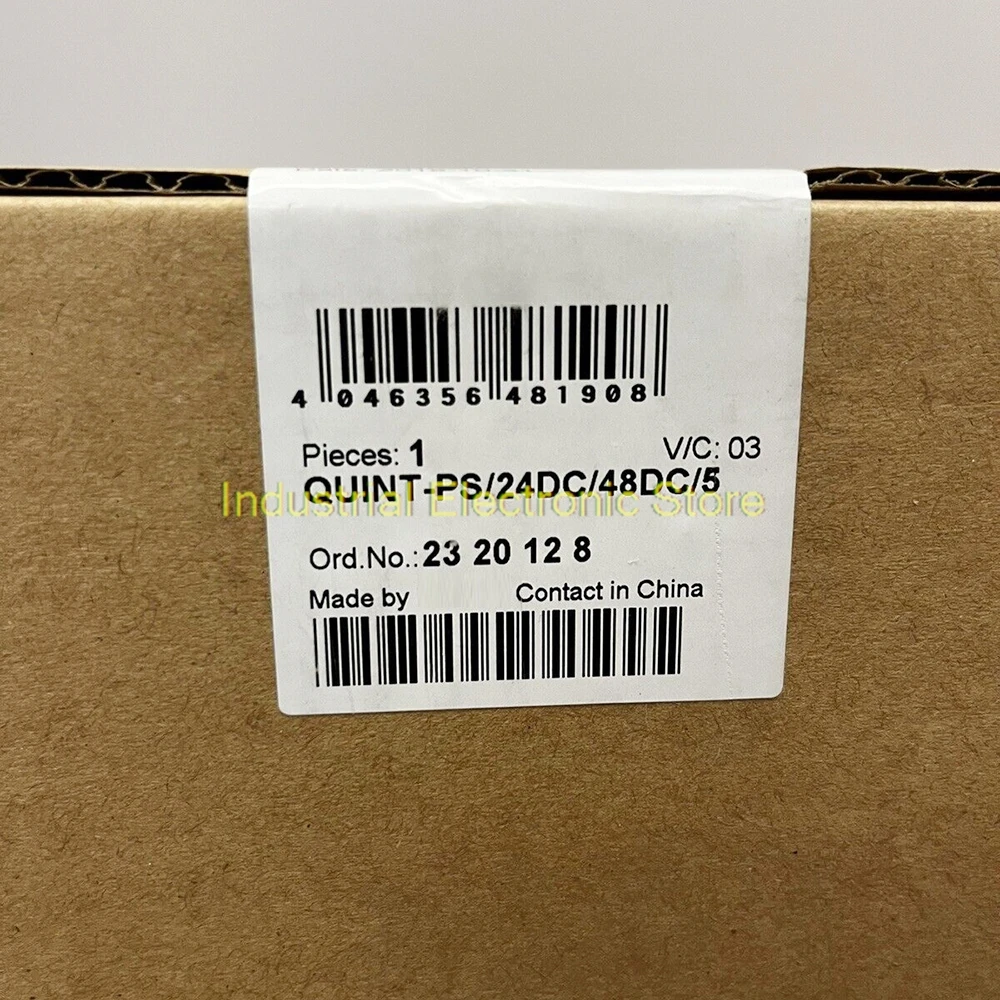 4 046356 481908
Pieces: 1 V/C: 03
QUINT-PS/24DC/48DC/5
Industrial Electronic Store
Ord.No.: 23 20 12 8
Made by Contact in China